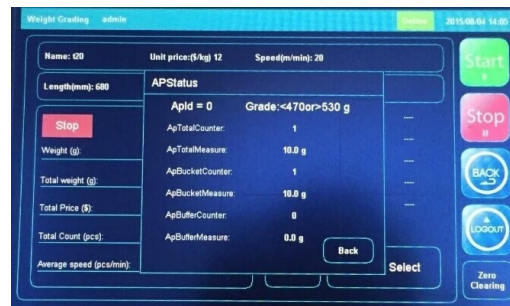 Weight Grading admin Online 2015/08/04 14:05
Name: t20 Unit price:($/kg) 12 Speed(m/min): 20
Length(mm): 680
APStatus
ApId = 0 Grade:<470or>530 g
ApTotalCounter: 1
ApTotalMeasure: 10.0 g
ApBucketCounter: 1
ApBucketMeasure: 10.0 g
ApBufferCounter: 0
ApBufferMeasure: 0.0 g
Back
Stop
Weight (g):
Total weight (g):
Total Price ($):
Total Count (pcs):
Average speed (pcs/min):
----
----
----
----
----
Select
Start
Stop
BACK
LOGOUT
Zero
Clearing